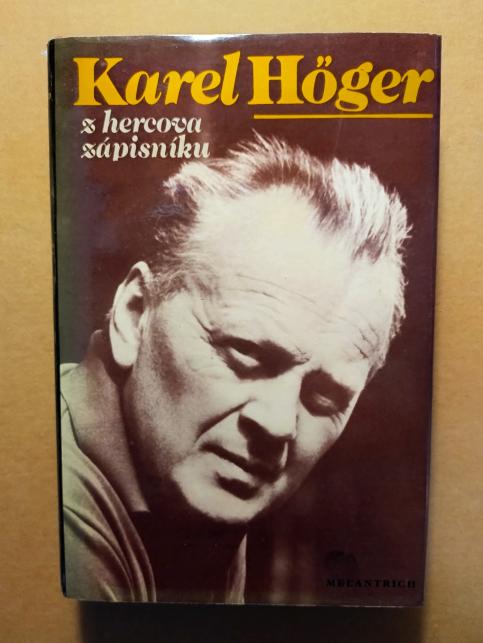 Karel Höger
z hercova
zápisníku
MELANTRICH